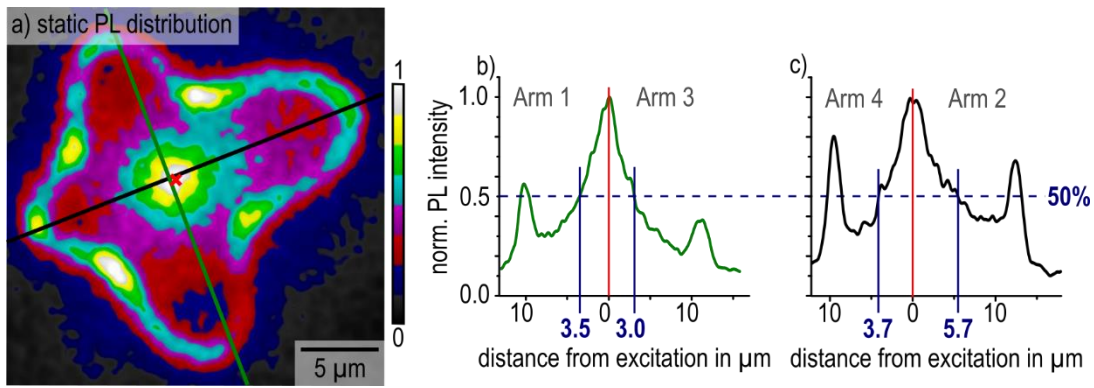 a) static PL distribution
1
0
5 µm
b)
Arm 1
Arm 3
norm. PL intensity
1.0
0.5
0.0
10
0
10
3.5
3.0
distance from excitation in µm
c)
Arm 4
Arm 2
50%
10
0
10
3.7
5.7
distance from excitation in µm